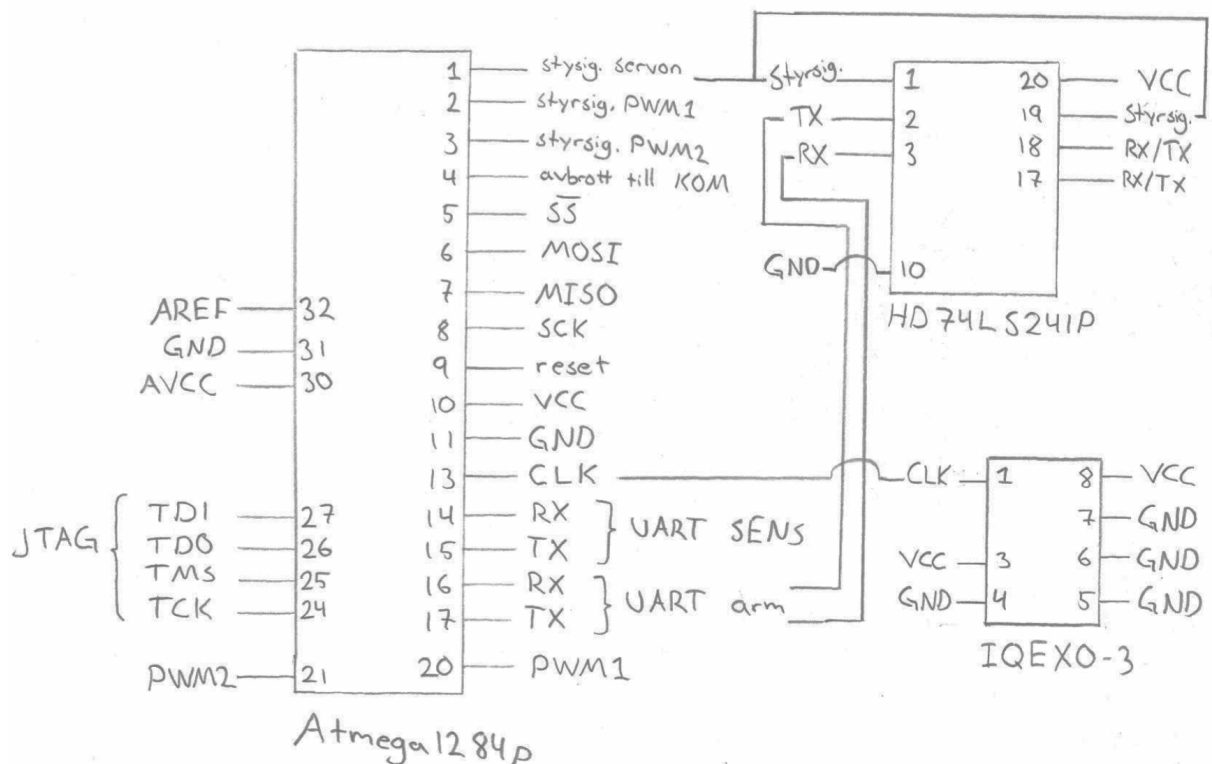 1 stysig. servon
2 styrsig. PWM1
3 styrsig. PWM2
4 avbrott till KOM
5 S̅S̅
6 MOSI
7 MISO
8 SCK
9 reset
10 VCC
11 GND
13 CLK
14 RX
15 TX
UART SENS
16 RX
17 TX
UART arm
20 PWM1
AREF 32
GND 31
AVCC 30
JTAG
TDI 27
TDO 26
TMS 25
TCK 24
PWM2 21
Atmega1284p
Styrsig. 1
TX 2
RX 3
GND 10
20 VCC
19 Styrsig.
18 RX/TX
17 RX/TX
HD74LS241P
CLK 1
VCC 3
GND 4
8 VCC
7 GND
6 GND
5 GND
IQEXO-3